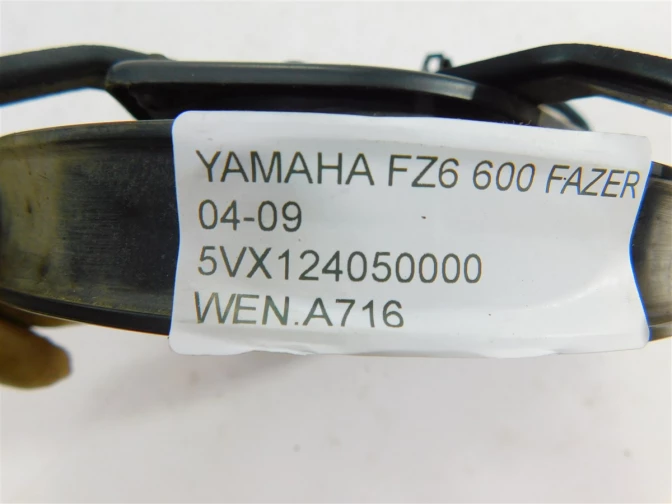 YAMAHA FZ6 600 FAZER
04-09
5VX124050000
WEN.A716